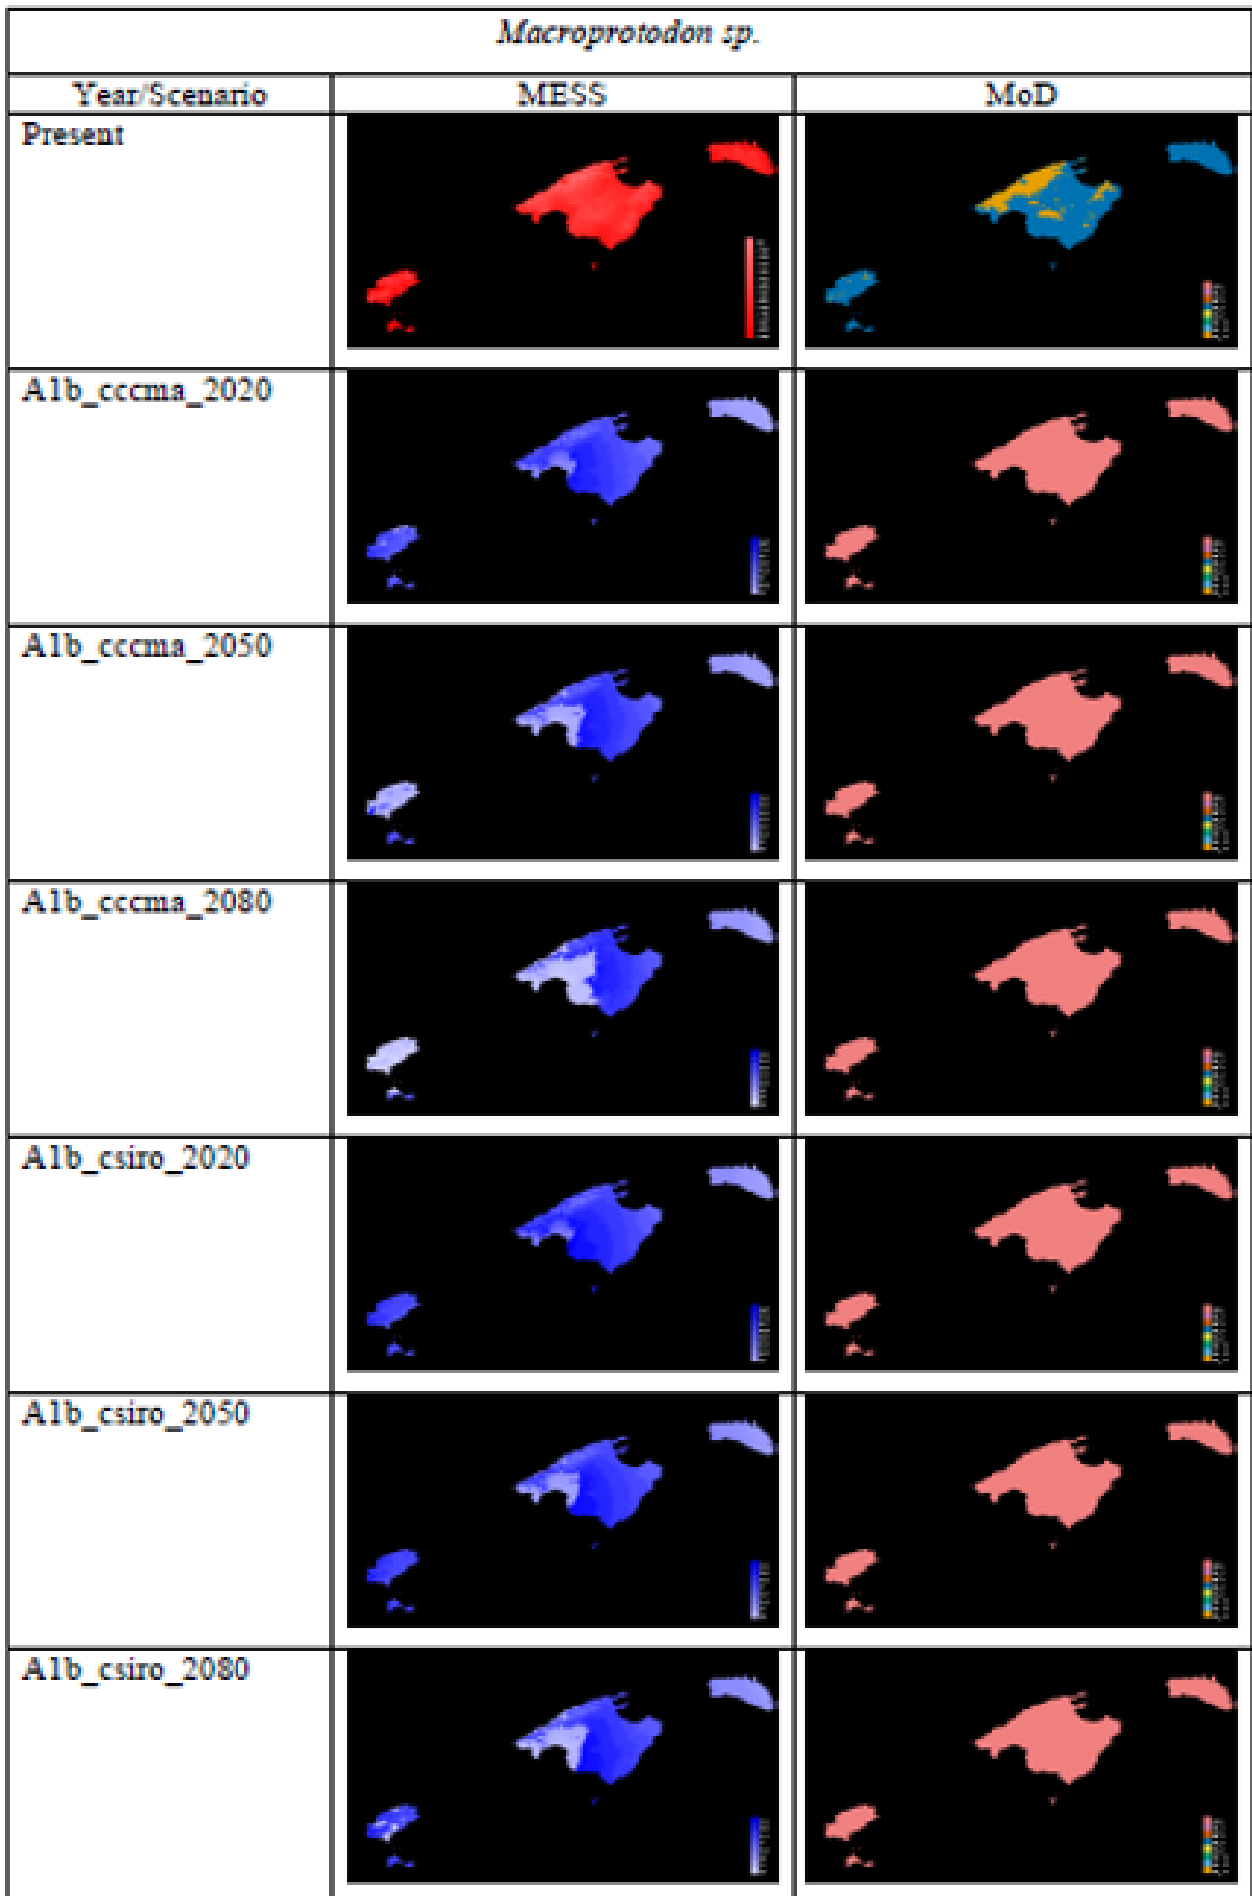 Macroprotodon sp.
Year/Scenario MESS MoD
Present
A1b_cccma_2020
A1b_cccma_2050
A1b_cccma_2080
A1b_csiro_2020
A1b_csiro_2050
A1b_csiro_2080